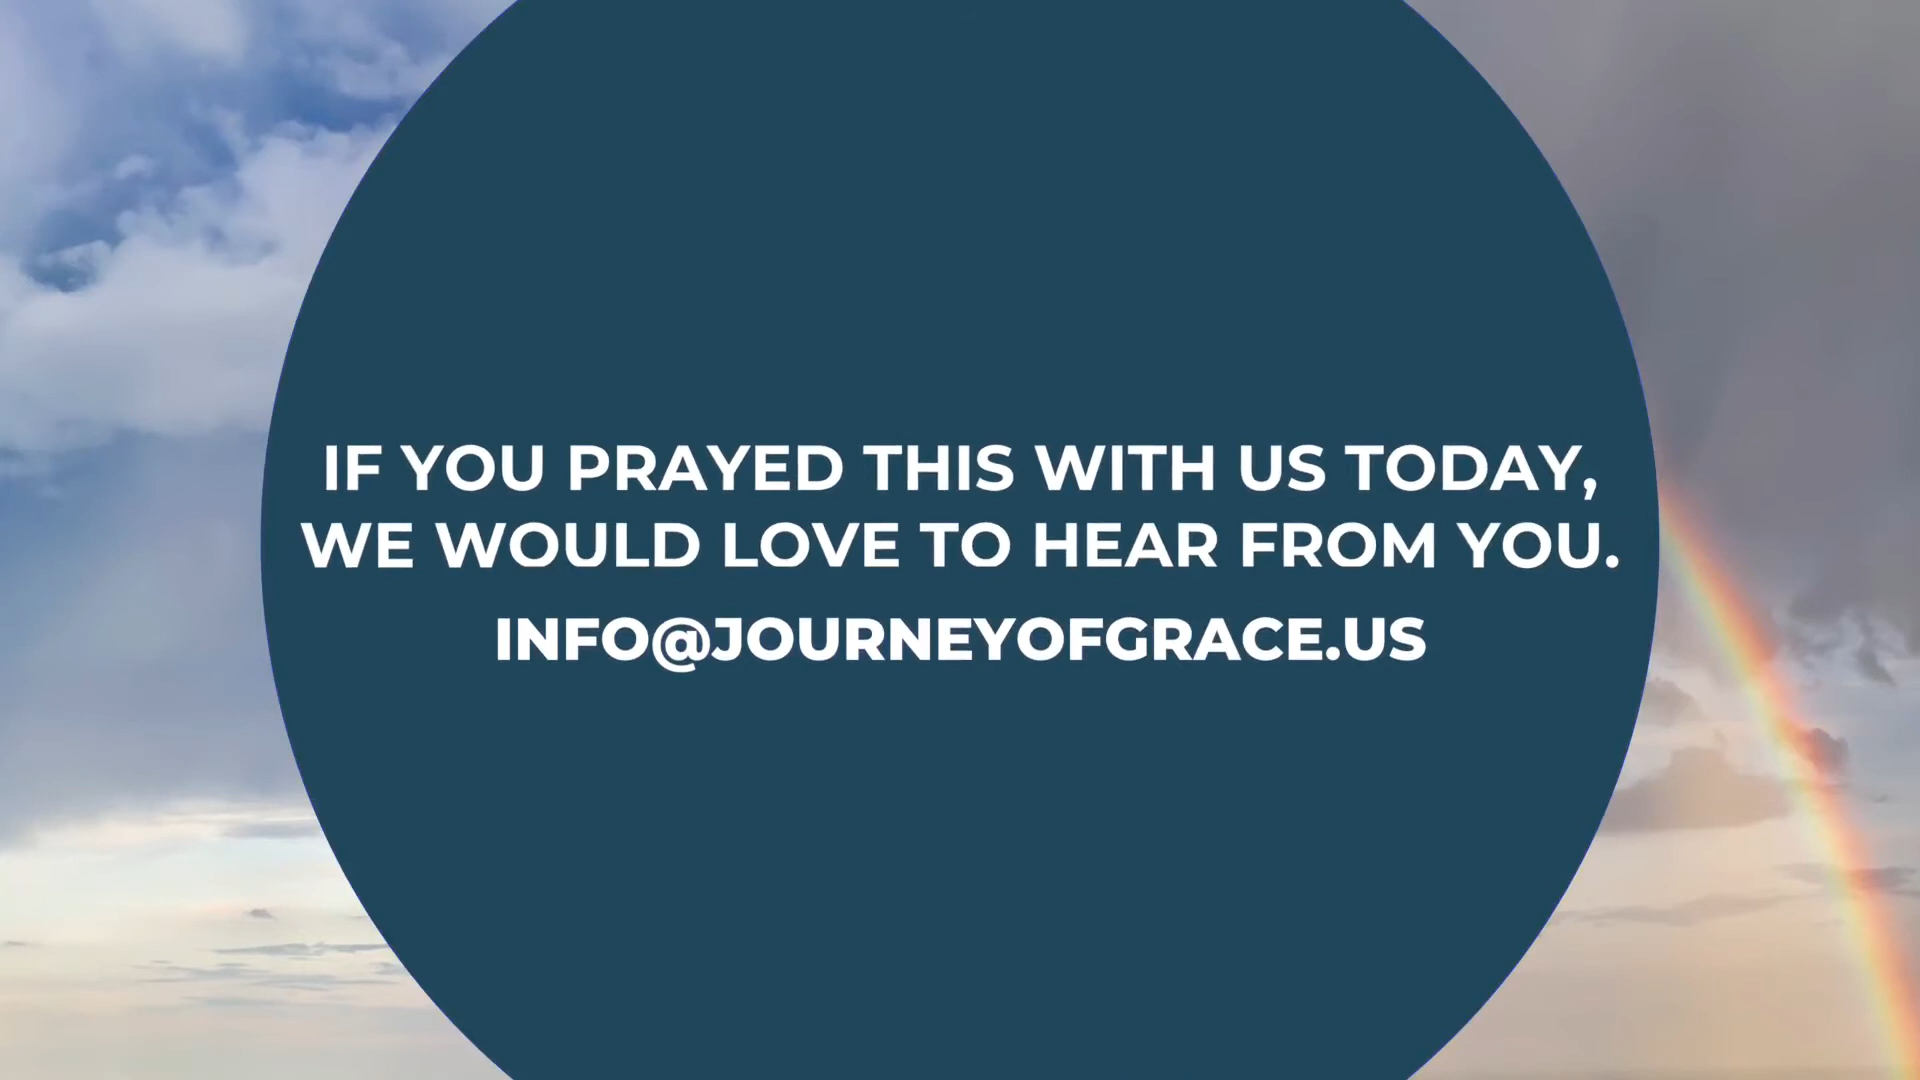 IF YOU PRAYED THIS WITH US TODAY,
WE WOULD LOVE TO HEAR FROM YOU.
INFO@JOURNEYOFGRACE.US